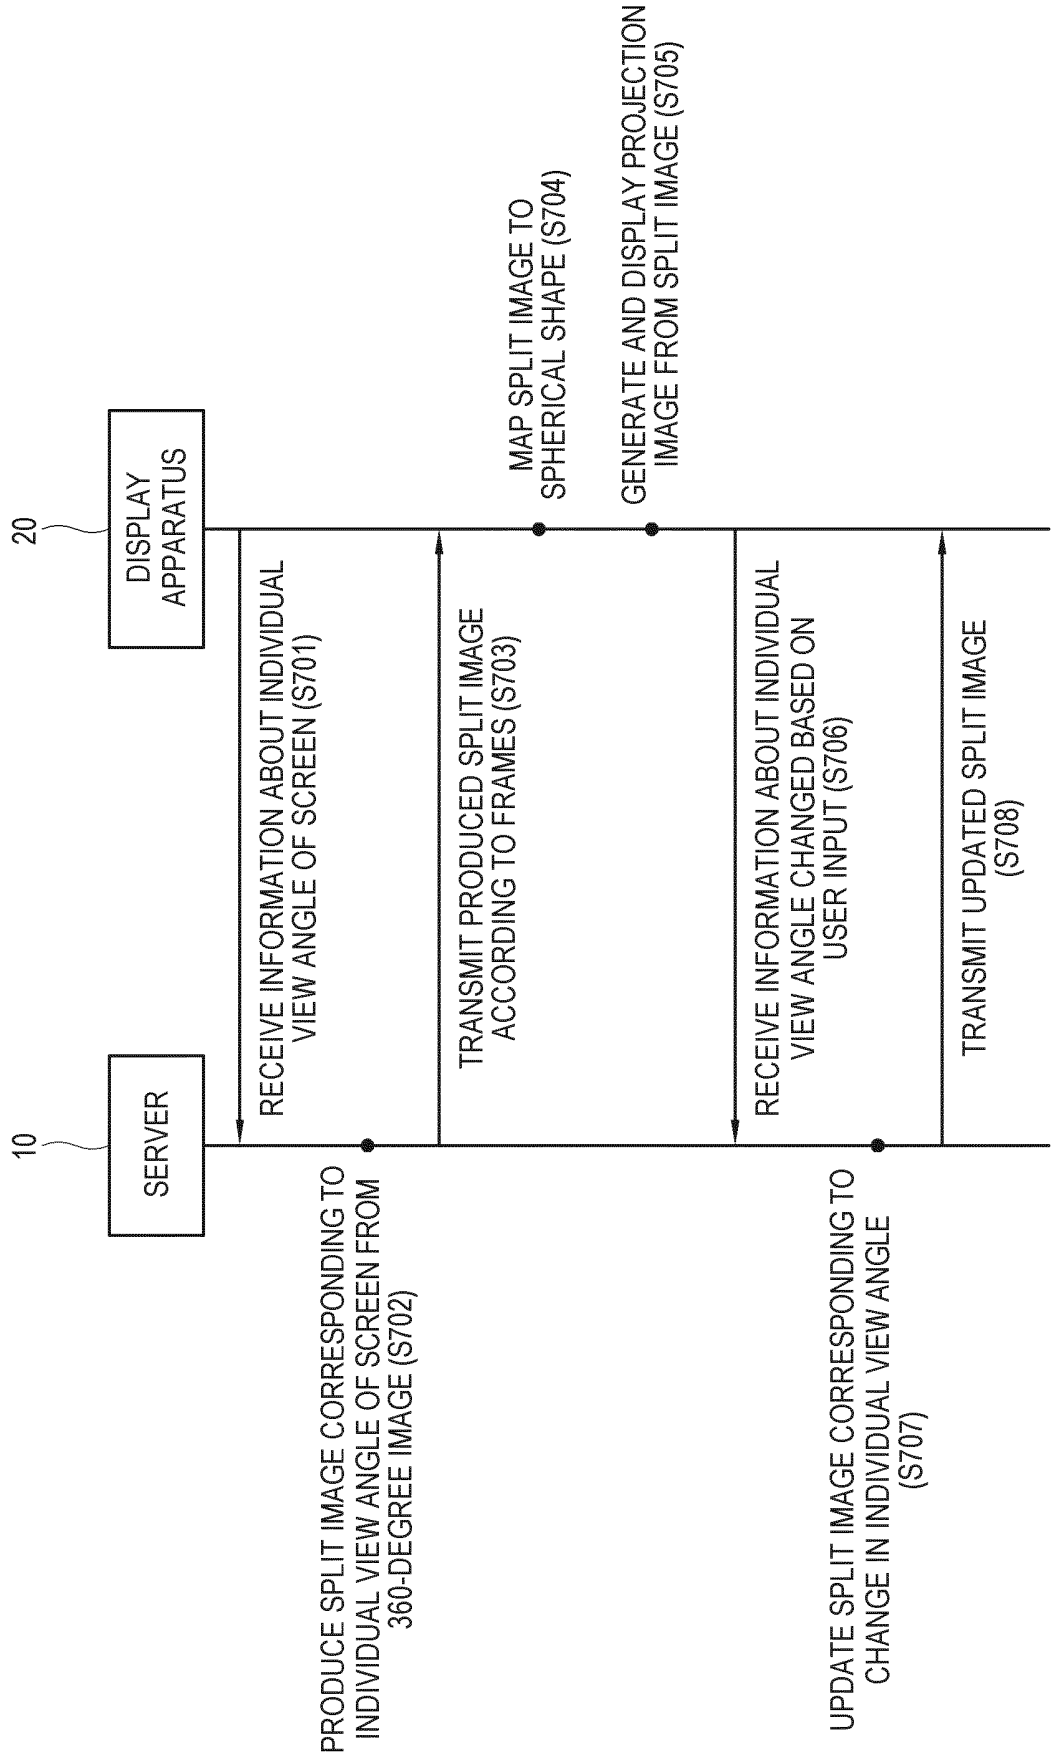 10
SERVER
20
DISPLAY
APPARATUS
RECEIVE INFORMATION ABOUT INDIVIDUAL
VIEW ANGLE OF SCREEN (S701)
PRODUCE SPLIT IMAGE CORRESPONDING TO
INDIVIDUAL VIEW ANGLE OF SCREEN FROM
360-DEGREE IMAGE (S702)
TRANSMIT PRODUCED SPLIT IMAGE
ACCORDING TO FRAMES (S703)
MAP SPLIT IMAGE TO
SPHERICAL SHAPE (S704)
GENERATE AND DISPLAY PROJECTION
IMAGE FROM SPLIT IMAGE (S705)
RECEIVE INFORMATION ABOUT INDIVIDUAL
VIEW ANGLE CHANGED BASED ON
USER INPUT (S706)
UPDATE SPLIT IMAGE CORRESPONDING TO
CHANGE IN INDIVIDUAL VIEW ANGLE
(S707)
TRANSMIT UPDATED SPLIT IMAGE
(S708)